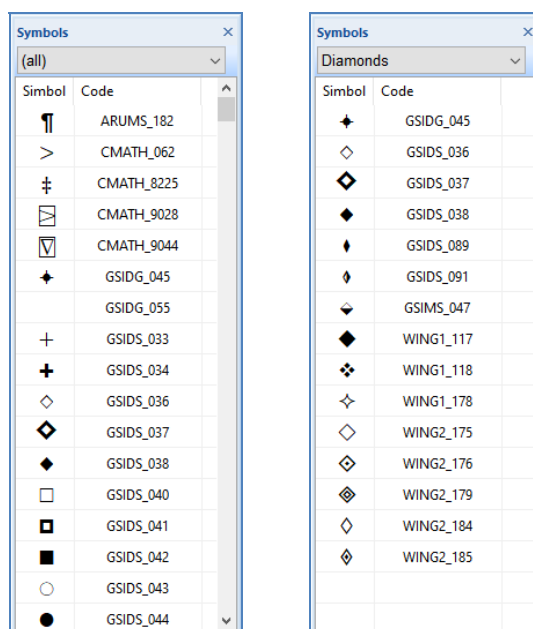 Symbols
(all)
Simbol Code
¶ ARUMS_182
> CMATH_062
‡ CMATH_8225
CMATH_9028
CMATH_9044
GSIDG_045
GSIDG_055
GSIDS_033
GSIDS_034
GSIDS_036
GSIDS_037
GSIDS_038
GSIDS_040
GSIDS_041
GSIDS_042
GSIDS_043
GSIDS_044
Symbols
Diamonds
Simbol Code
GSIDG_045
GSIDS_036
GSIDS_037
GSIDS_038
GSIDS_089
GSIDS_091
GSIMS_047
WING1_117
WING1_118
WING1_178
WING2_175
WING2_176
WING2_179
WING2_184
WING2_185